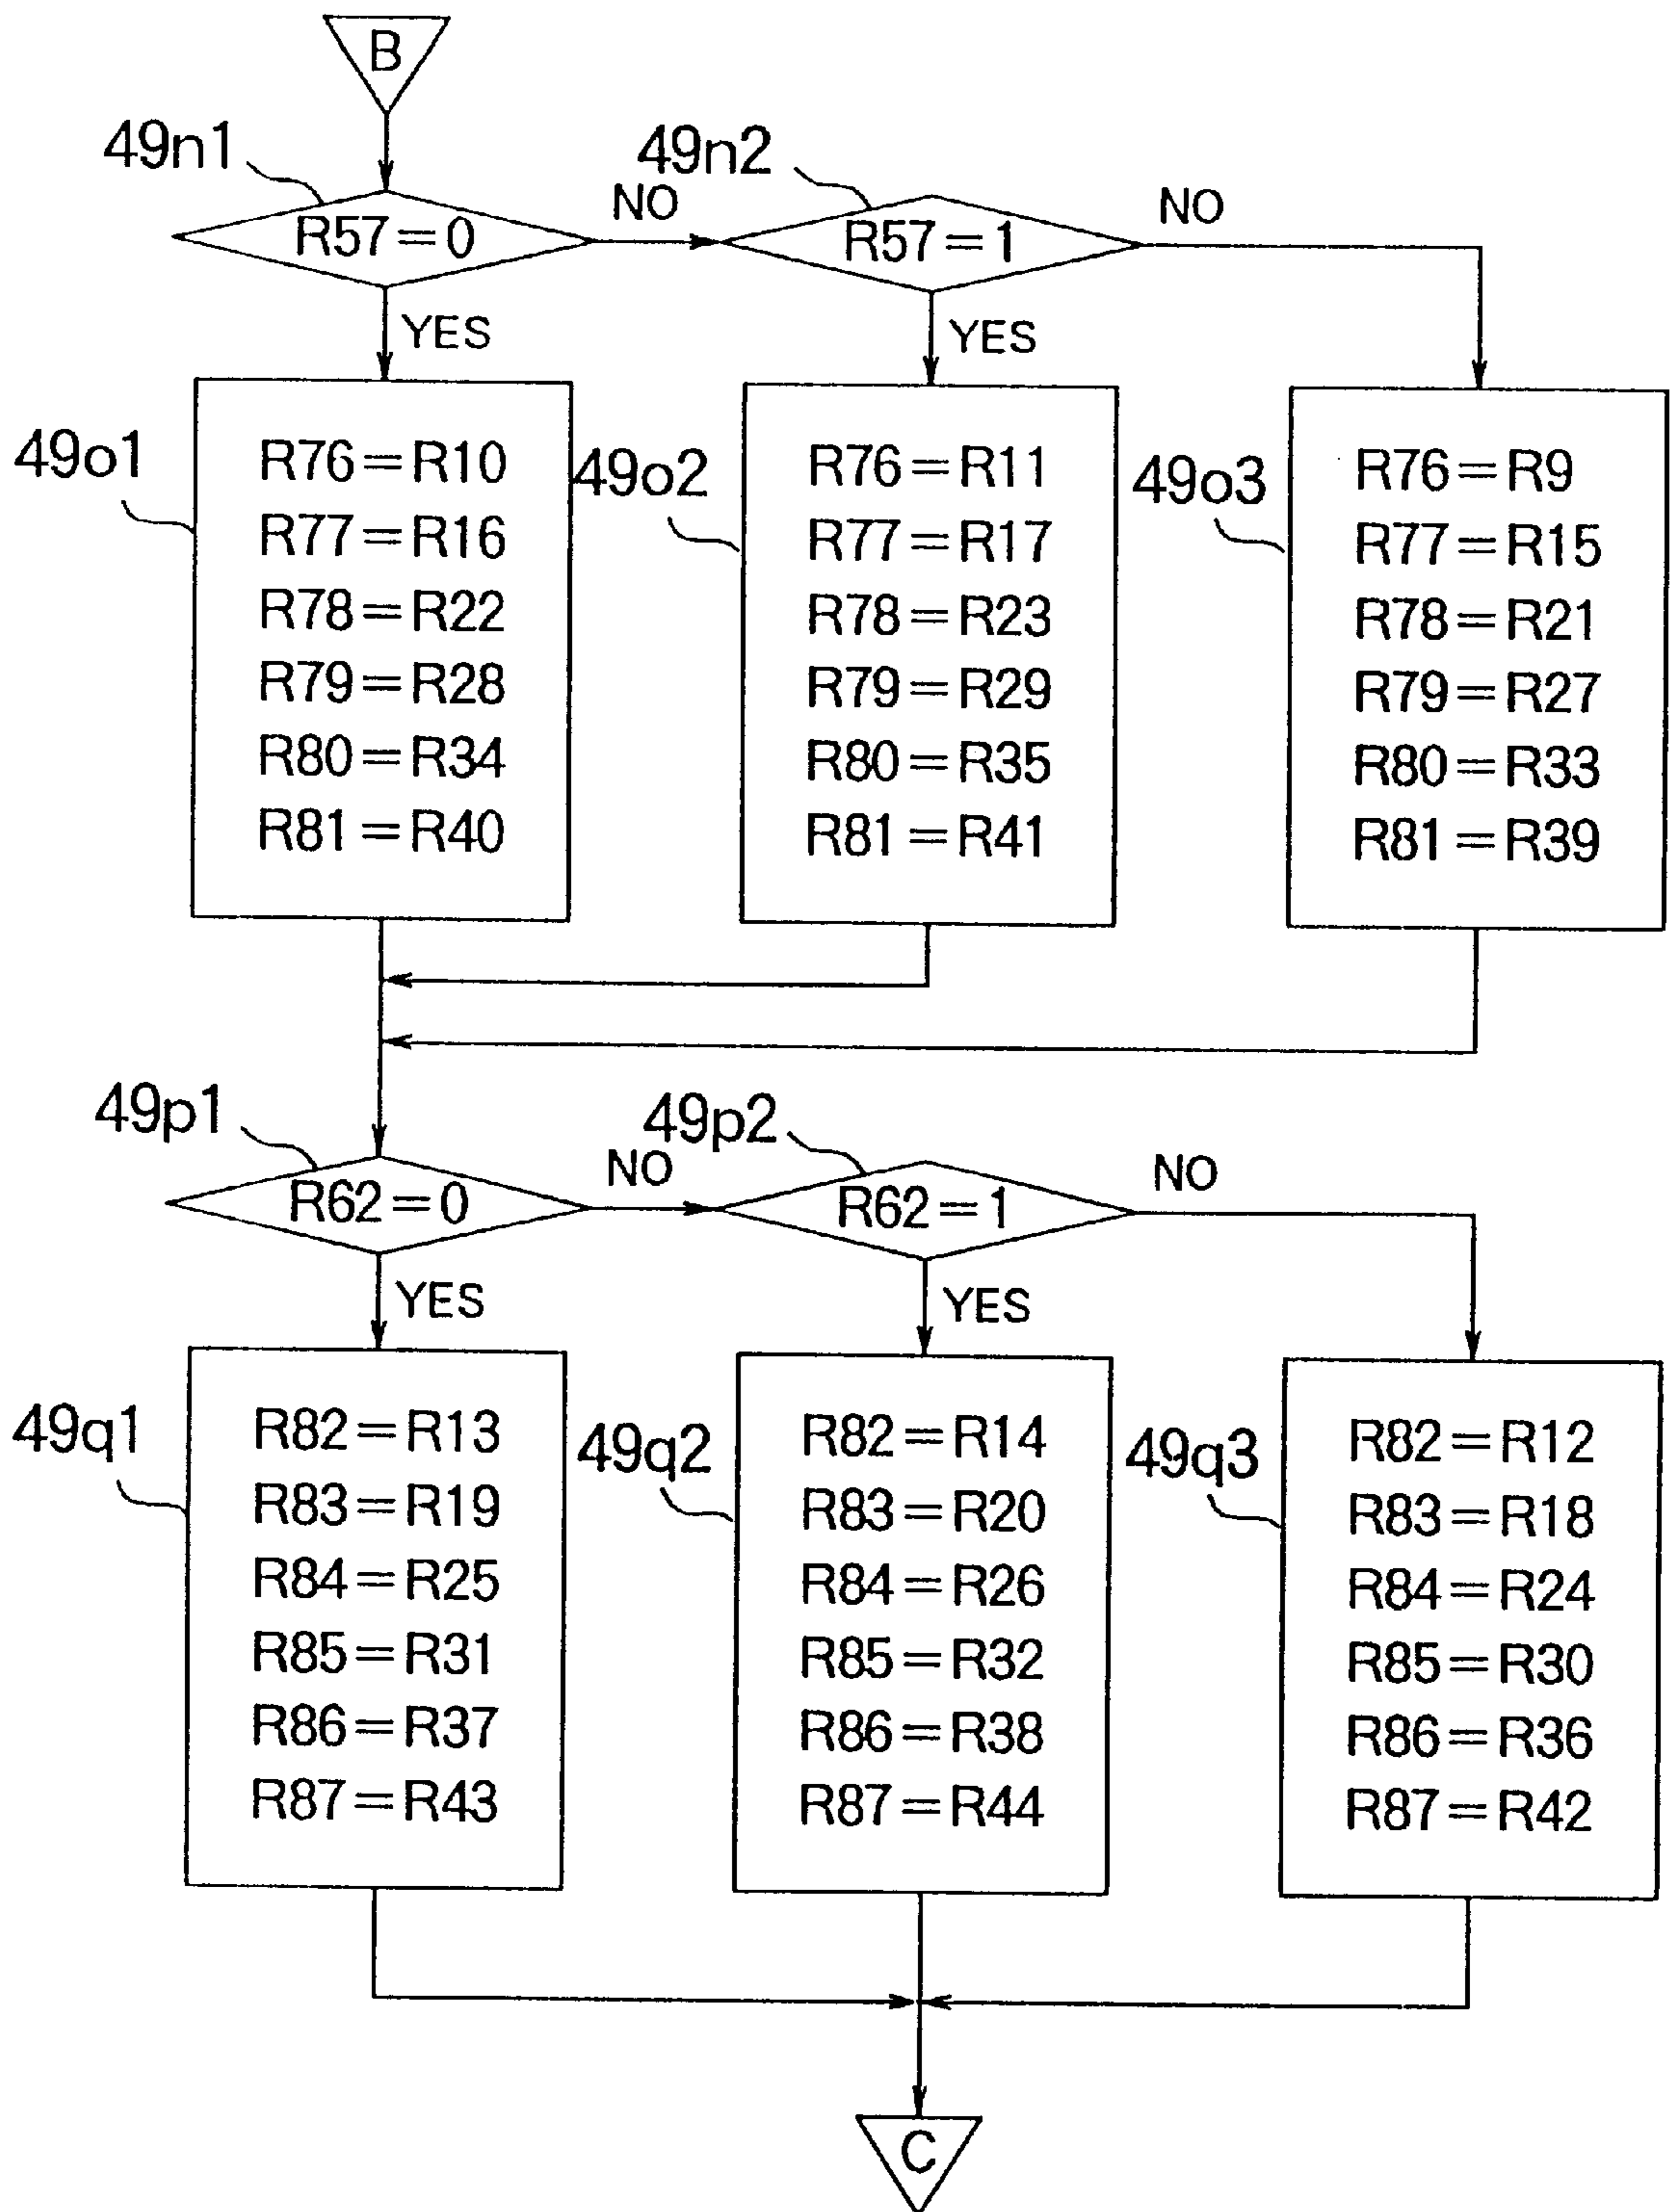 B
49n1
49n2
NO
NO
R57=0
R57=1
YES
YES
49o1
R76=R10
R77=R16
R78=R22
R79=R28
R80=R34
R81=R40
49o2
R76=R11
R77=R17
R78=R23
R79=R29
R80=R35
R81=R41
49o3
R76=R9
R77=R15
R78=R21
R79=R27
R80=R33
R81=R39
49p1
49p2
NO
NO
R62=0
R62=1
YES
YES
49q1
R82=R13
R83=R19
R84=R25
R85=R31
R86=R37
R87=R43
49q2
R82=R14
R83=R20
R84=R26
R85=R32
R86=R38
R87=R44
49q3
R82=R12
R83=R18
R84=R24
R85=R30
R86=R36
R87=R42
C